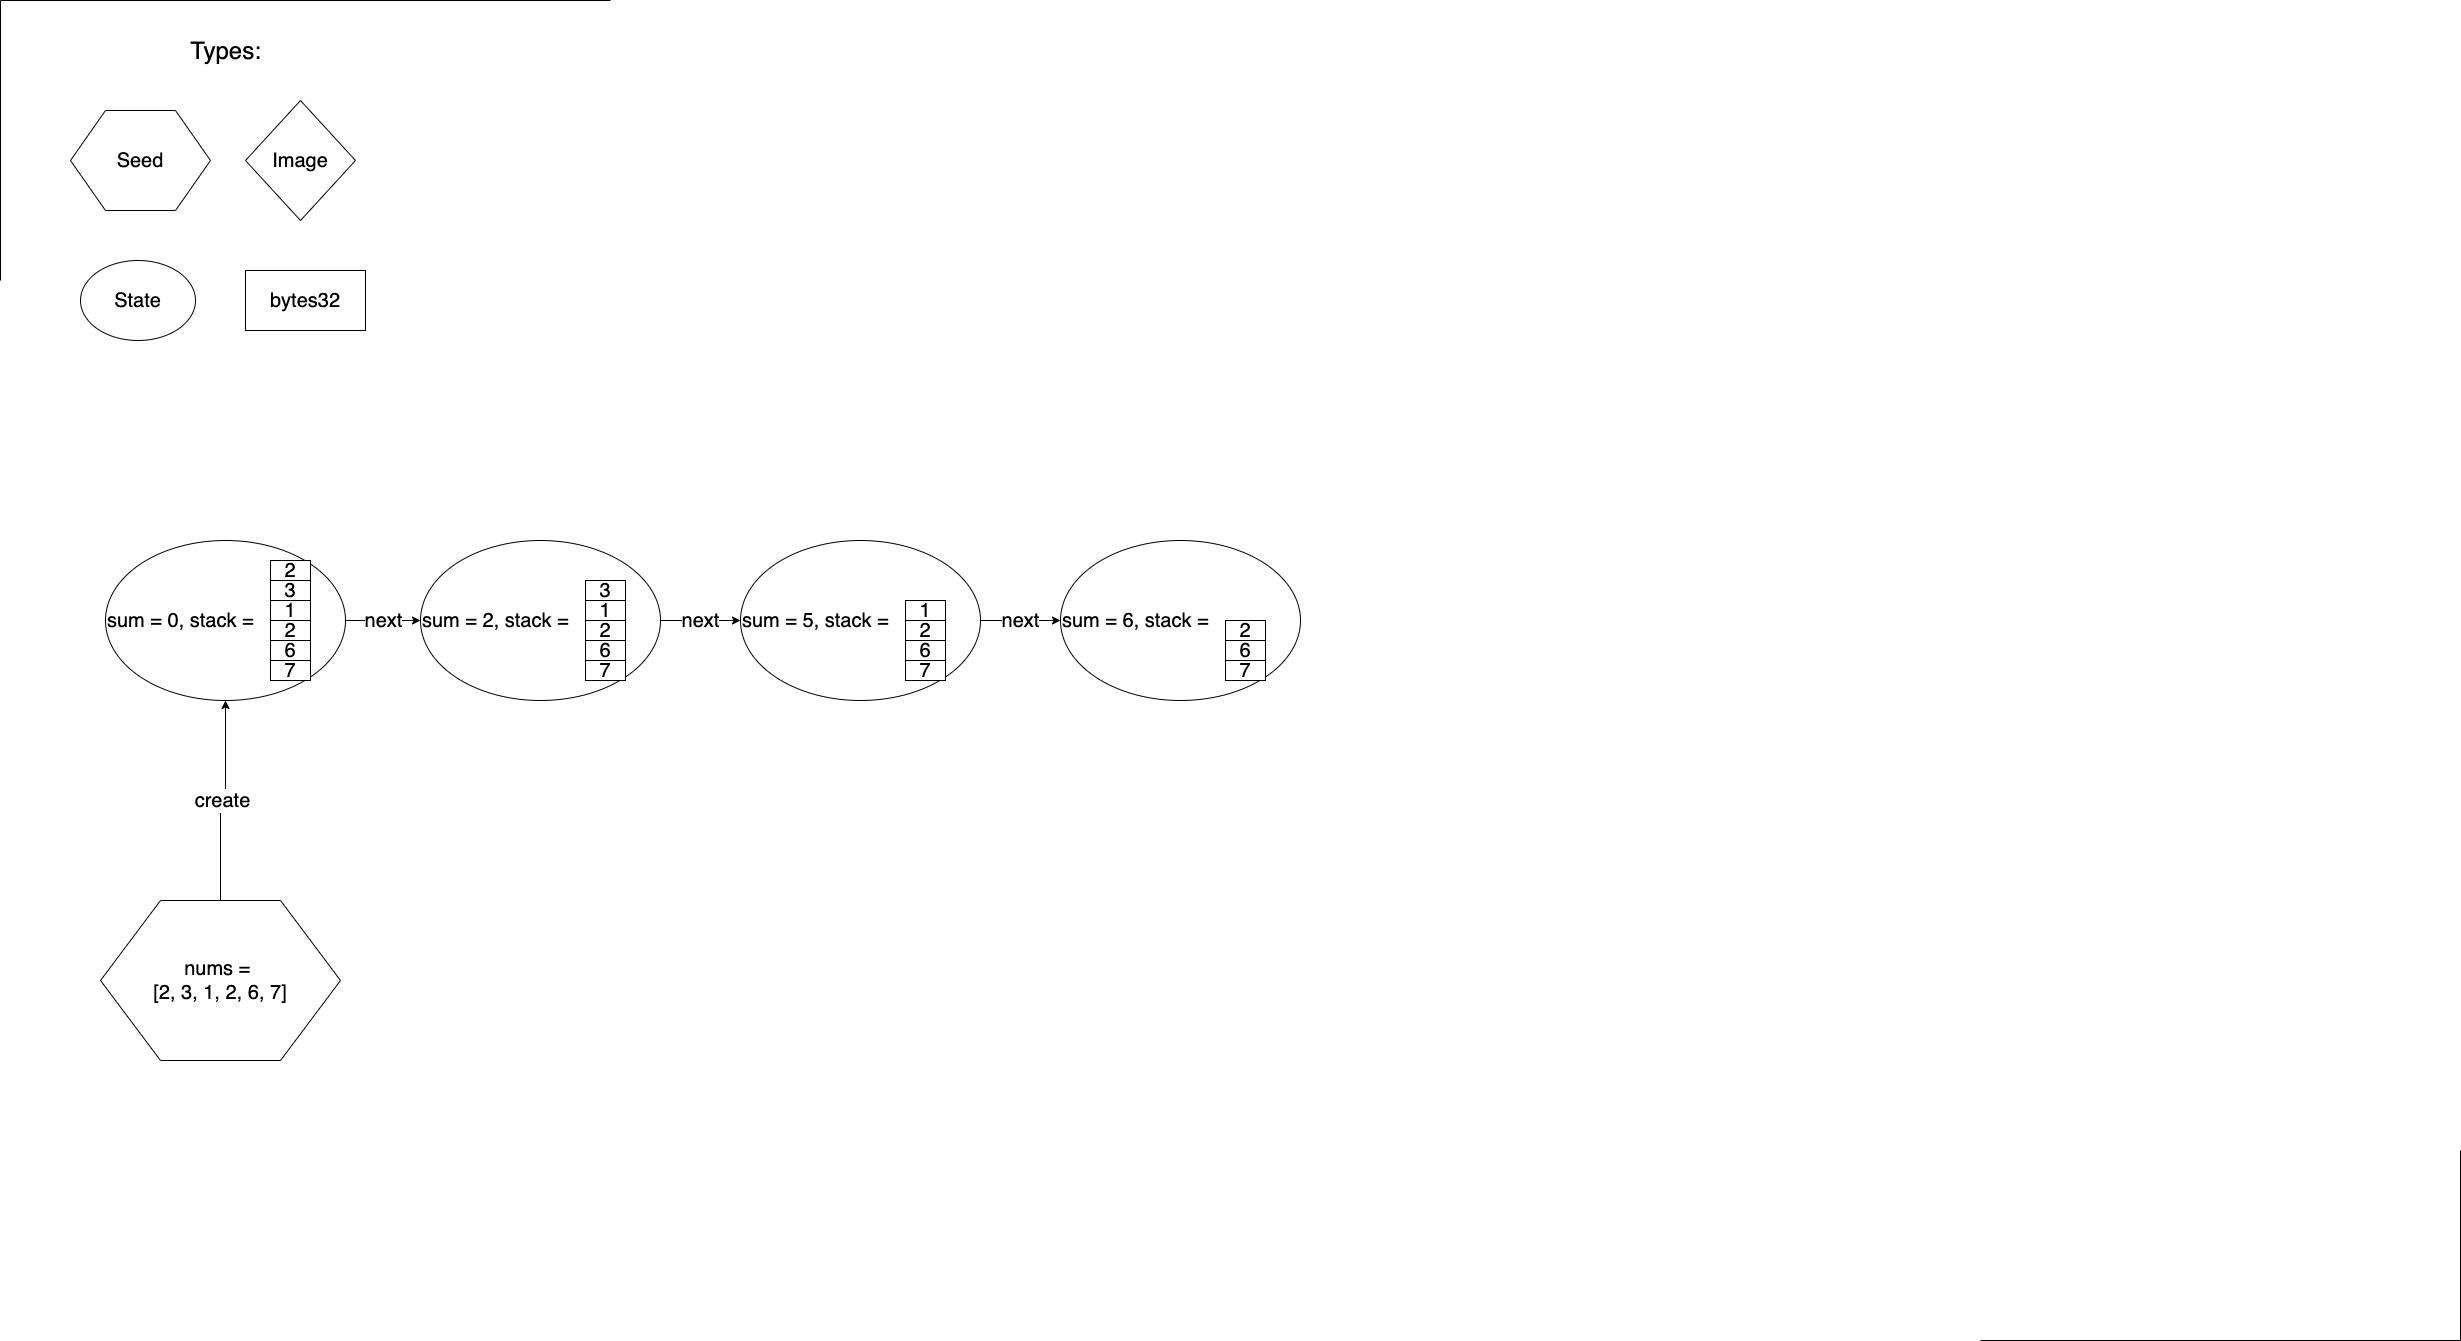 Types:
Seed
Image
State
bytes32
sum = 0, stack =
2
3
1
2
6
7
next
sum = 2, stack =
3
1
2
6
7
next
sum = 5, stack =
1
2
6
7
next
sum = 6, stack =
2
6
7
create
nums =
[2, 3, 1, 2, 6, 7]